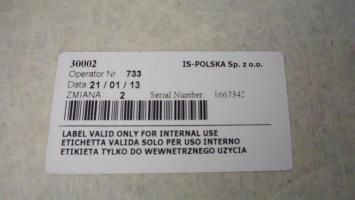 30002 IS-POLSKA Sp. z o.o.
Operator Nr 733
Data 21 / 01 / 13
ZMIANA 2 Serial Number 1667342
LABEL VALID ONLY FOR INTERNAL USE
ETICHETTA VALIDA SOLO PER USO INTERNO
ETIKIETA TYLKO DO WEWNETRZNEGO UZYCIA